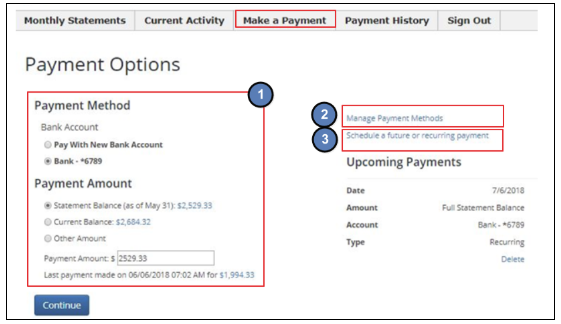 Monthly Statements Current Activity Make a Payment Payment History Sign Out
Payment Options
1
Payment Method
Bank Account
Pay With New Bank Account
Bank - *6789
Payment Amount
Statement Balance (as of May 31): $2,529.33
Current Balance: $2,684.32
Other Amount
Payment Amount: $ 2529.33
Last payment made on 06/06/2018 07:02 AM for $1,994.33
Continue
2
Manage Payment Methods
3
Schedule a future or recurring payment
Upcoming Payments
Date 7/6/2018
Amount Full Statement Balance
Account Bank - *6789
Type Recurring
Delete